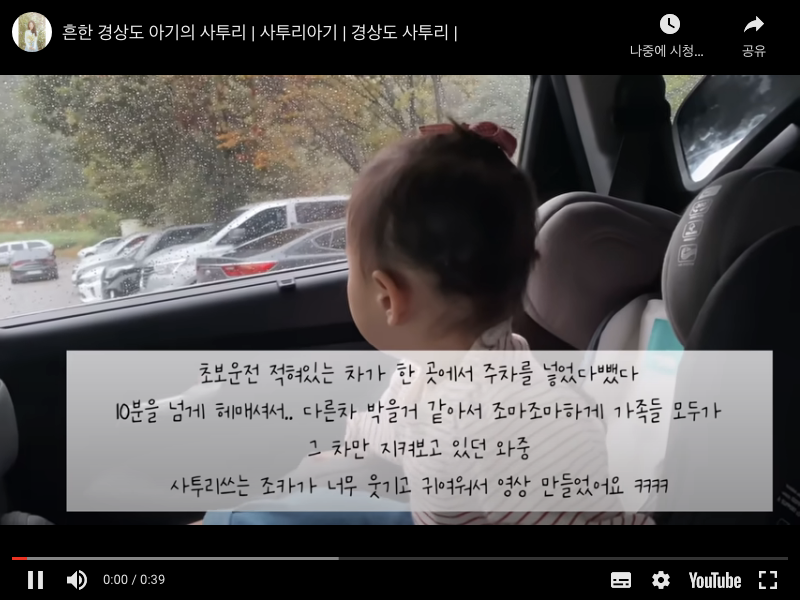 흔한 경상도 아기의 사투리 | 사투리아기 | 경상도 사투리 |
나중에 시청...
공유
초보운전 적혀있는 차가 한 곳에서 주차를 넣었다뺐다
10분을 넘게 헤매셔서.. 다른차 박을거 같아서 조마조마하게 가족들 모두가
그 차만 지켜보고 있던 와중
사투리쓰는 조카가 너무 웃기고 귀여워서 영상 만들었어요 ㅋㅋㅋㅋ
0:00 / 0:39
YouTube